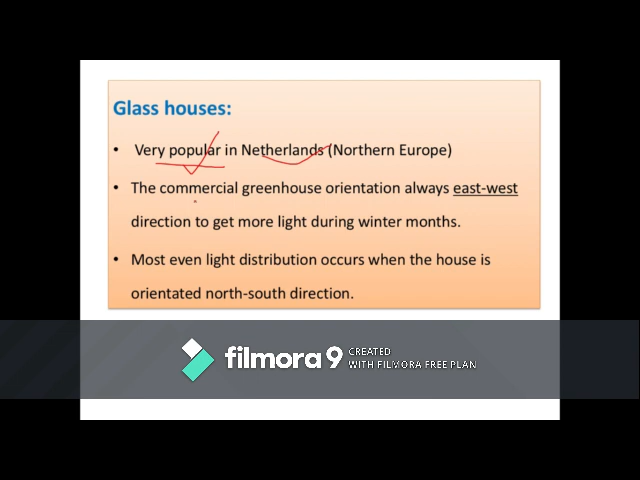 Glass houses:
• Very popular in Netherlands (Northern Europe)
• The commercial greenhouse orientation always east-west
direction to get more light during winter months.
• Most even light distribution occurs when the house is
orientated north-south direction.
filmora 9 CREATED
WITH FILMORA FREE PLAN